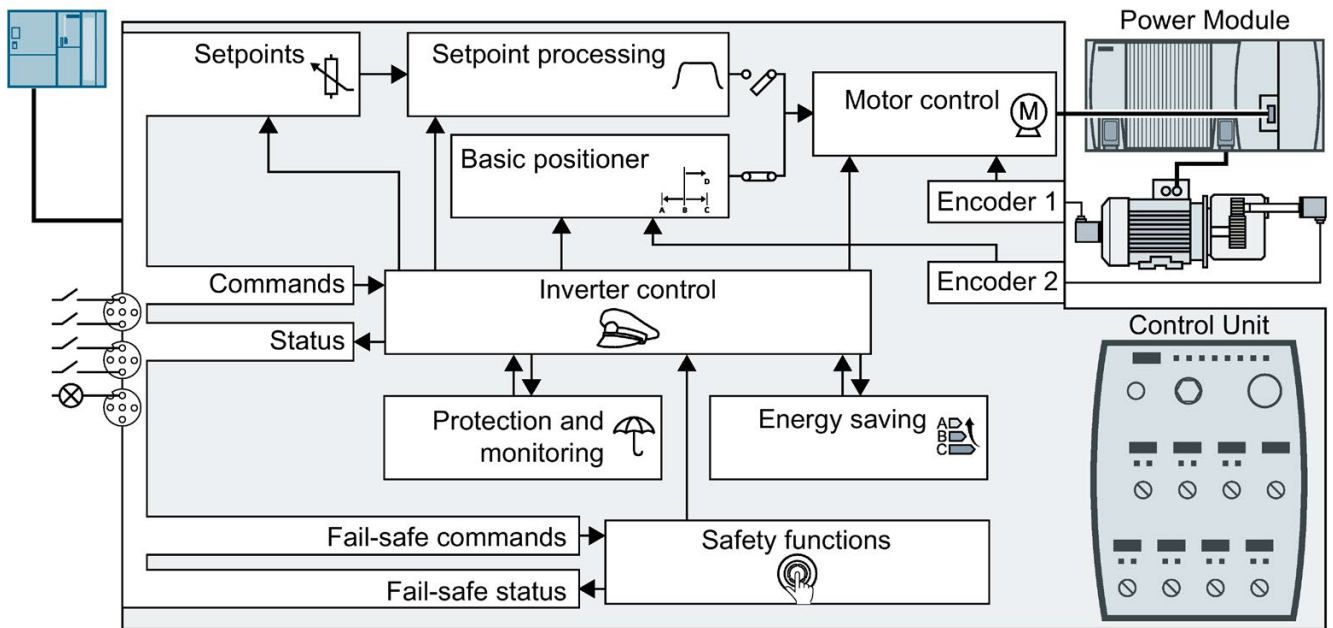 Power Module
Setpoints
Setpoint processing
Motor control
M
Basic positioner
D
A B C
Encoder 1
Encoder 2
Commands
Inverter control
Status
Control Unit
Protection and
monitoring
Energy saving
A
B
C
Fail-safe commands
Safety functions
Fail-safe status